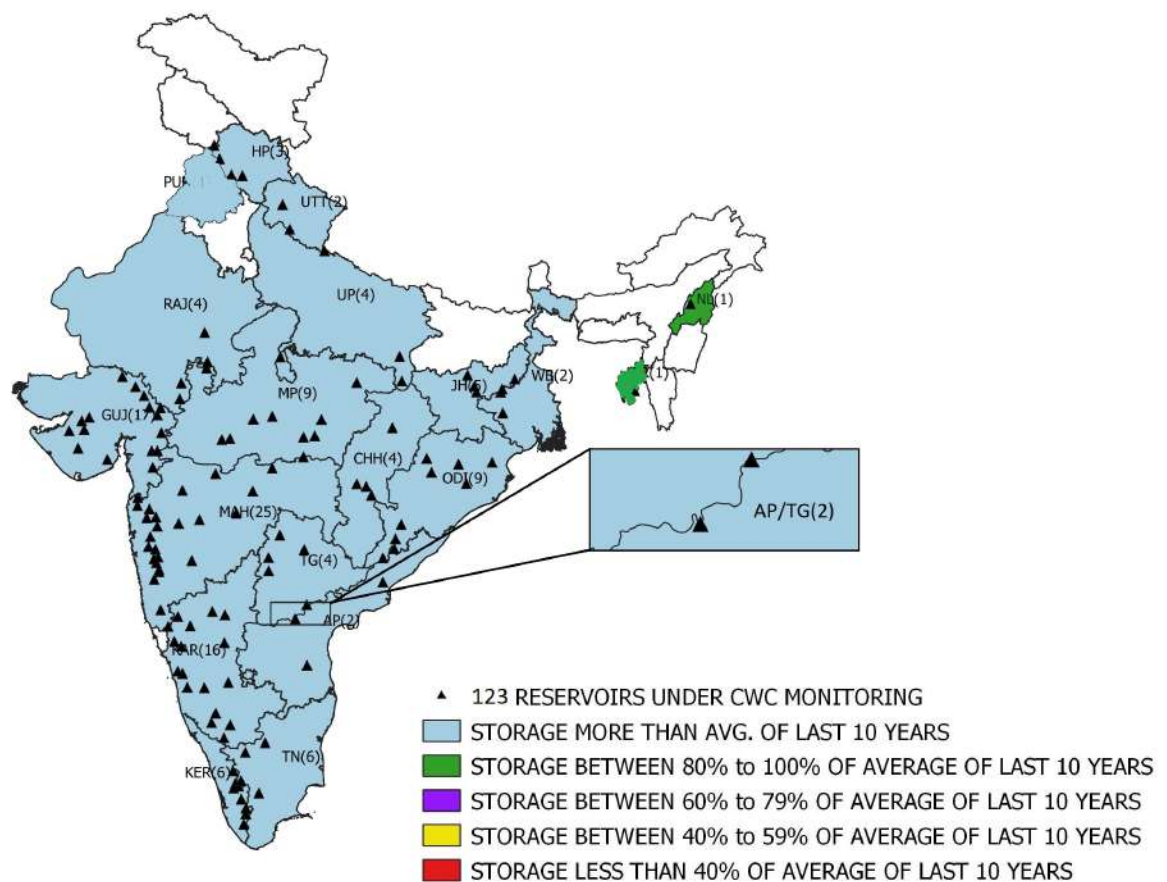 HP(3)
PU
UTT(2)
UP(4)
RAJ(4)
NL(1)
(1)
JH(5)
WB(2)
MP(9)
GUJ(17
CHH(4)
ODI(9)
MAH(25)
AP/TG(2)
TG(4)
AP(2)
KAR(16)
TN(6)
KER(6)
123 RESERVOIRS UNDER CWC MONITORING
STORAGE MORE THAN AVG. OF LAST 10 YEARS
STORAGE BETWEEN 80% to 100% OF AVERAGE OF LAST 10 YEARS
STORAGE BETWEEN 60% to 79% OF AVERAGE OF LAST 10 YEARS
STORAGE BETWEEN 40% to 59% OF AVERAGE OF LAST 10 YEARS
STORAGE LESS THAN 40% OF AVERAGE OF LAST 10 YEARS